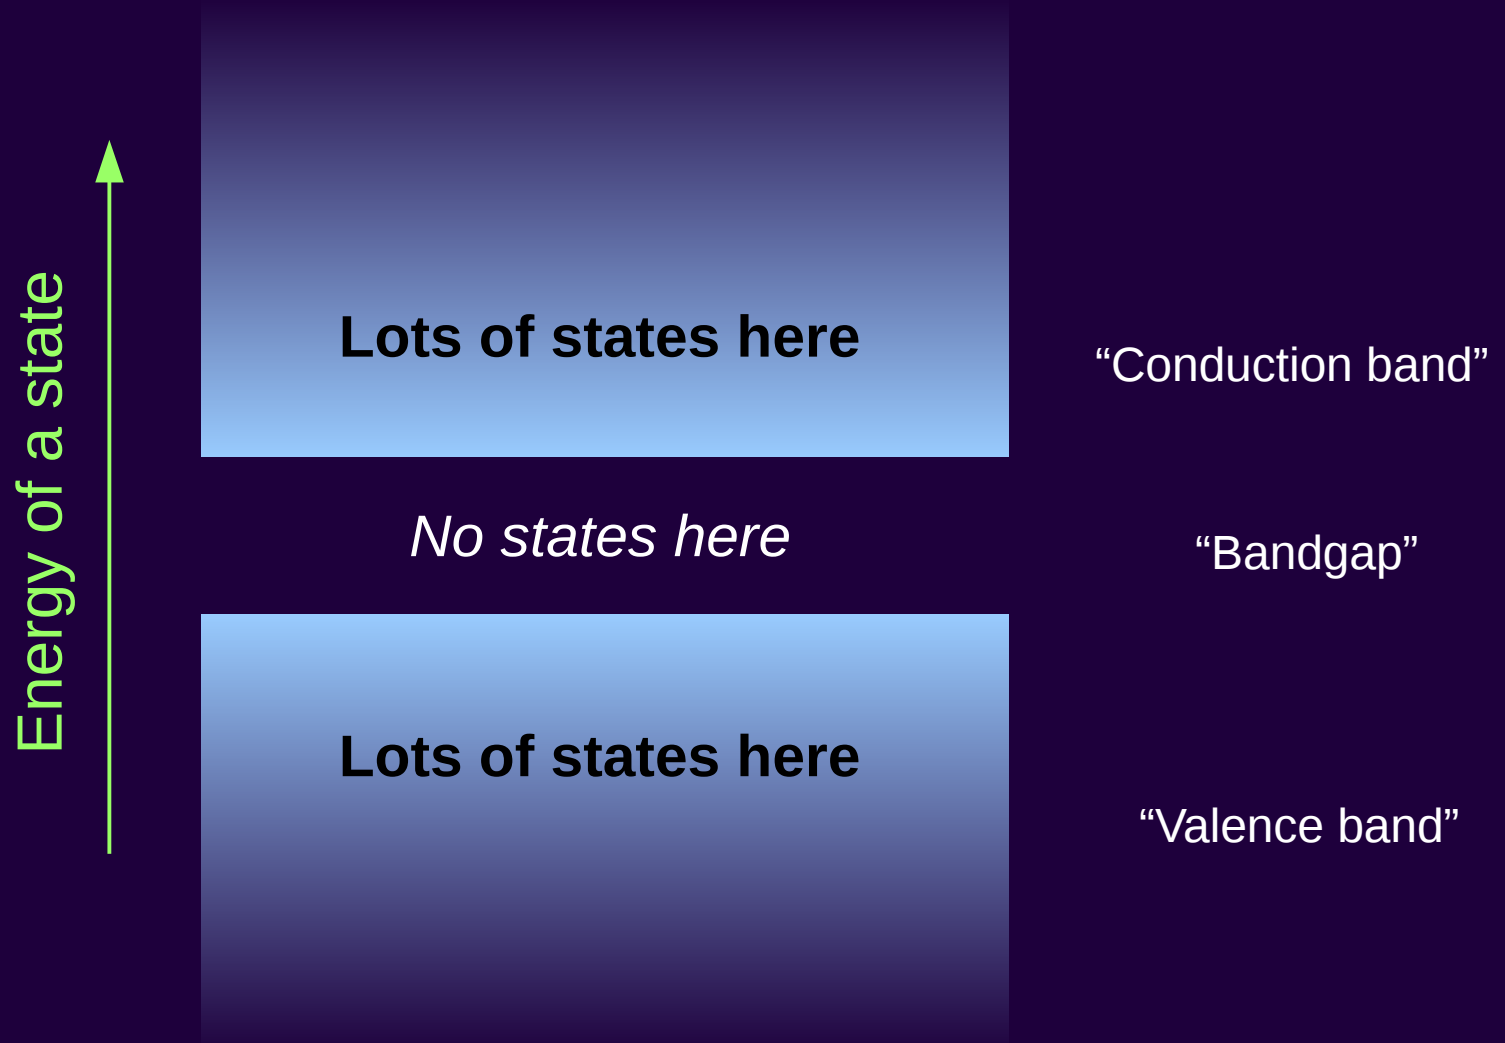 Energy of a state
Lots of states here
“Conduction band”
No states here
“Bandgap”
Lots of states here
“Valence band”